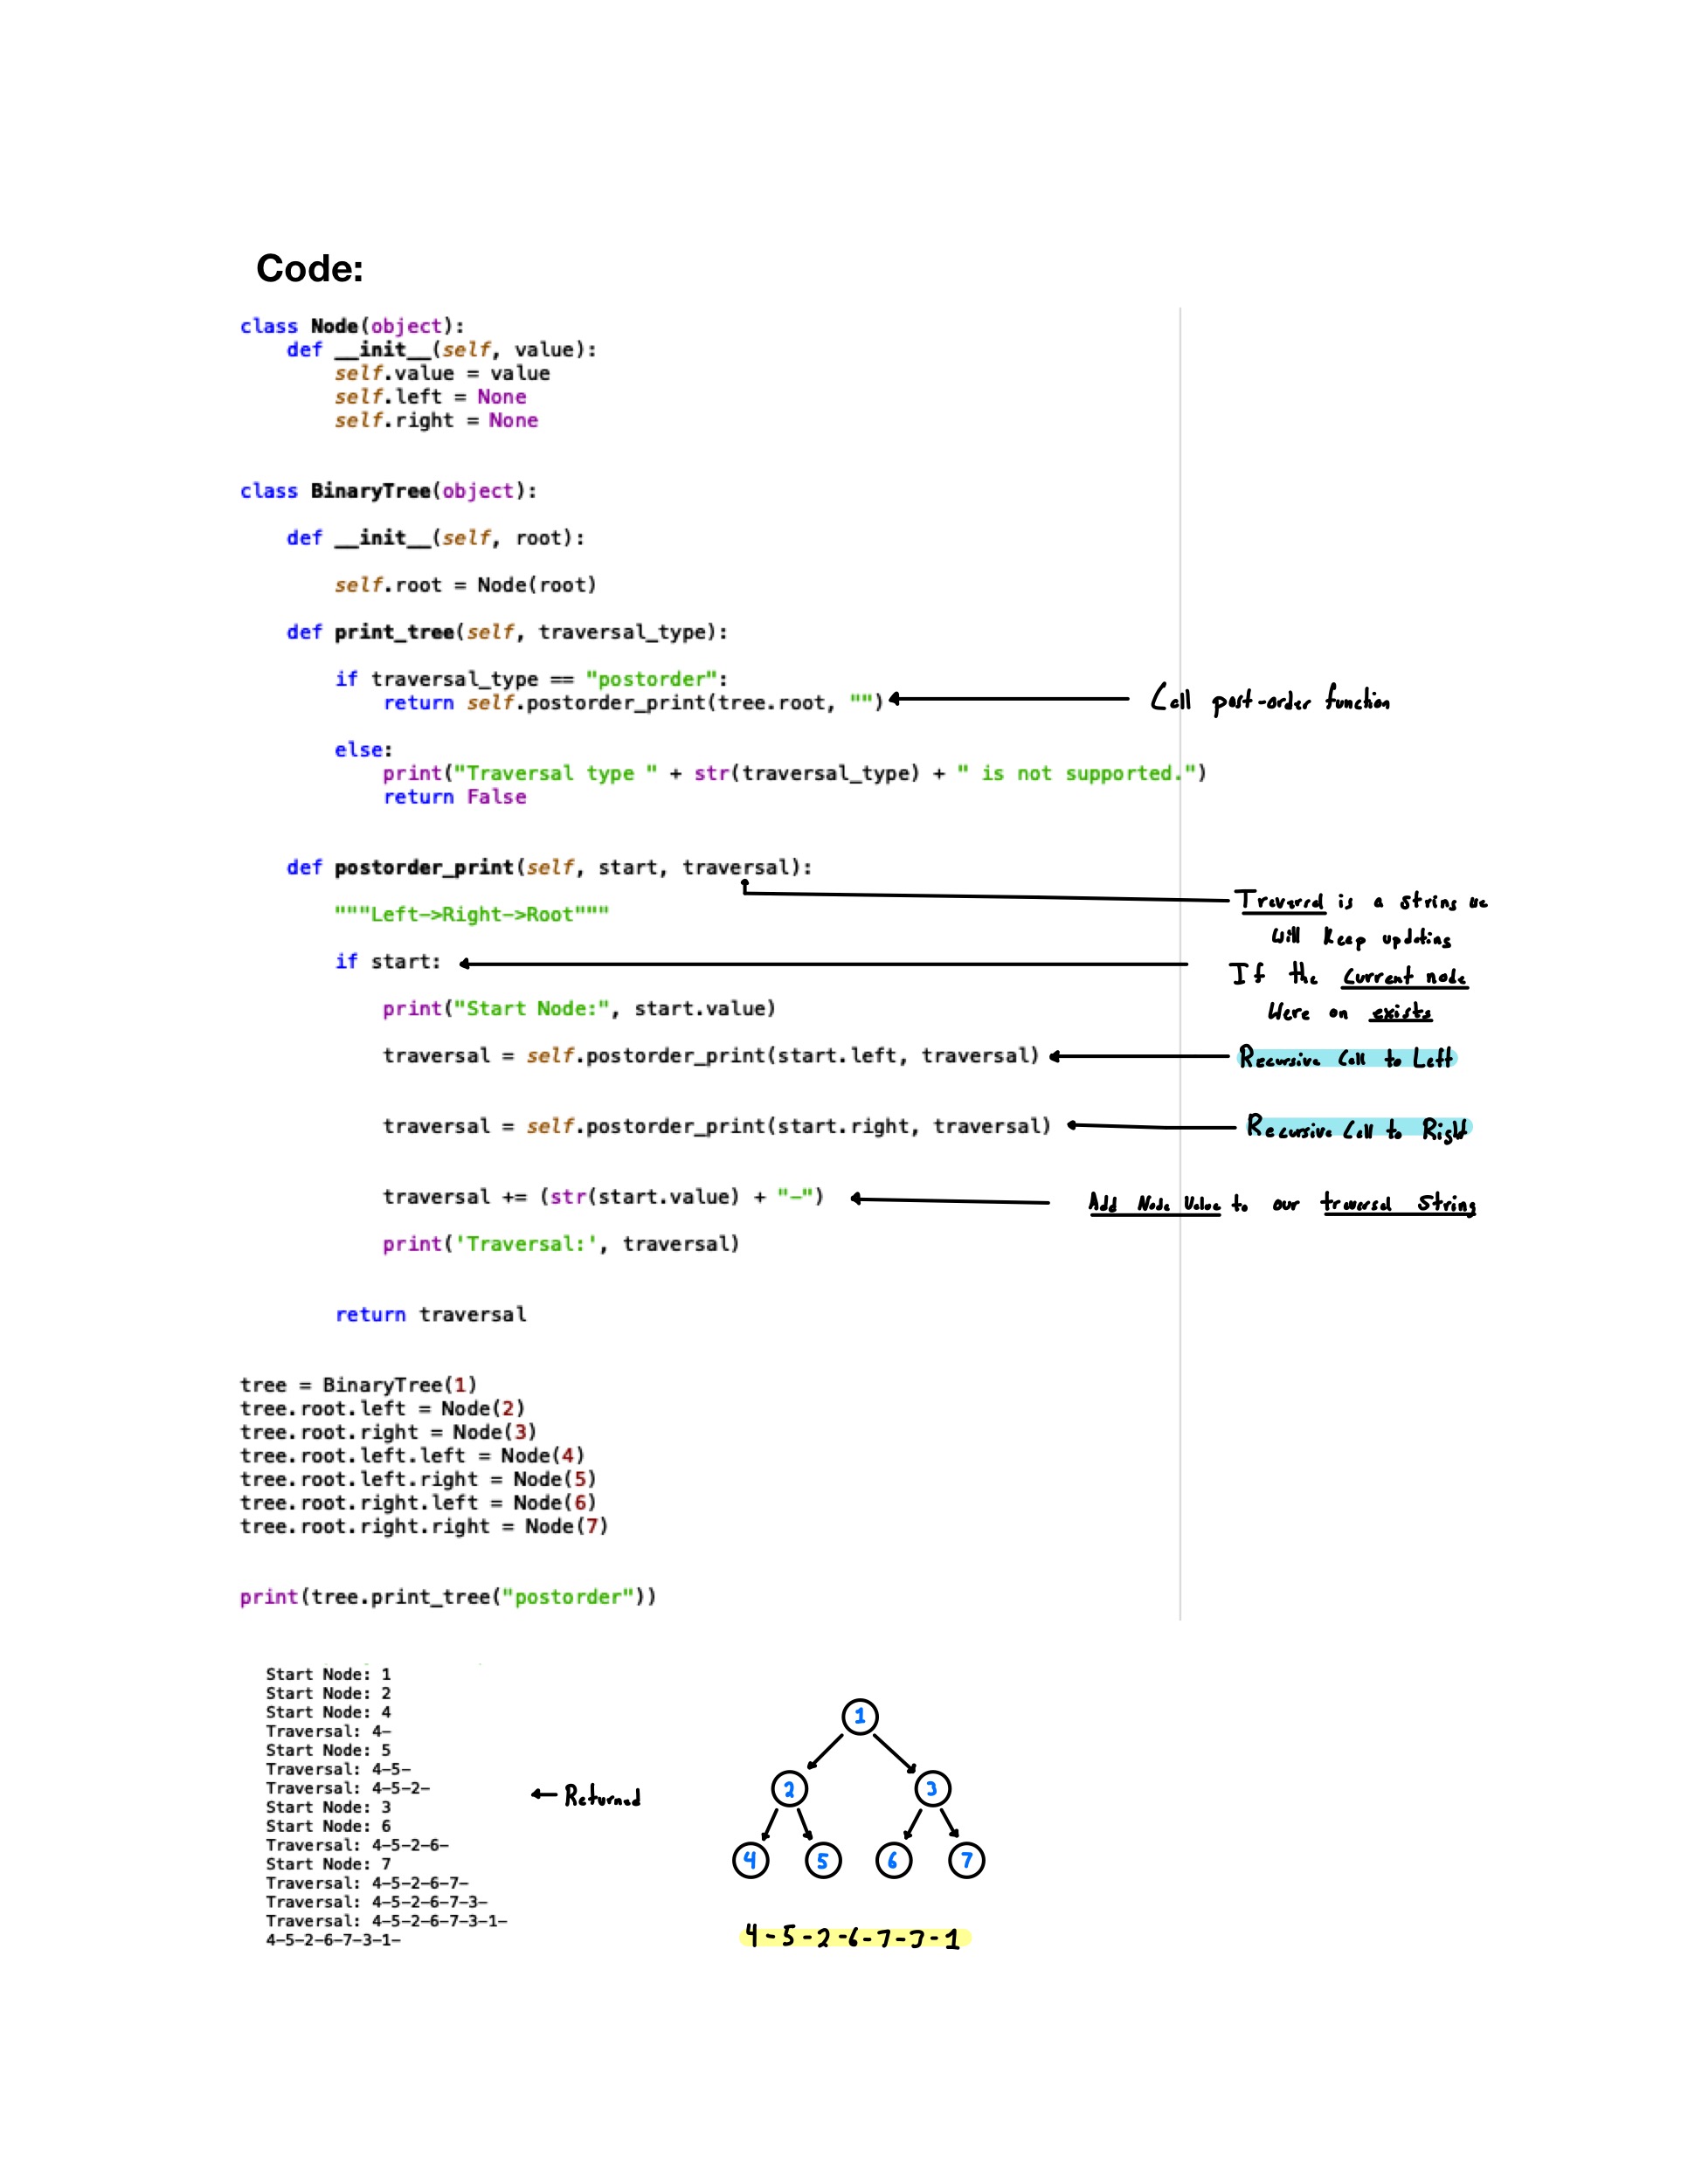 Code:
class Node(object):
    def __init__(self, value):
        self.value = value
        self.left = None
        self.right = None
class BinaryTree(object):
    def __init__(self, root):
        self.root = Node(root)
    def print_tree(self, traversal_type):
        if traversal_type == "postorder":
            return self.postorder_print(tree.root, "")
Call post-order function
        else:
            print("Traversal type " + str(traversal_type) + " is not supported.")
            return False
    def postorder_print(self, start, traversal):
Traversal is a string we
will keep updating
        """Left->Right->Root"""
        if start:
If the current node
Were on exists
            print("Start Node:", start.value)
            traversal = self.postorder_print(start.left, traversal)
Recursive Call to Left
            traversal = self.postorder_print(start.right, traversal)
Recursive Call to Right
            traversal += (str(start.value) + "-")
Add Node Value to our traversal String
            print('Traversal:', traversal)
        return traversal
tree = BinaryTree(1)
tree.root.left = Node(2)
tree.root.right = Node(3)
tree.root.left.left = Node(4)
tree.root.left.right = Node(5)
tree.root.right.left = Node(6)
tree.root.right.right = Node(7)
print(tree.print_tree("postorder"))
Start Node: 1
Start Node: 2
Start Node: 4
Traversal: 4-
Start Node: 5
Traversal: 4-5-
Traversal: 4-5-2-
Start Node: 3
Start Node: 6
Traversal: 4-5-2-6-
Start Node: 7
Traversal: 4-5-2-6-7-
Traversal: 4-5-2-6-7-3-
Traversal: 4-5-2-6-7-3-1-
4-5-2-6-7-3-1-
Returned
1
2 3
4 5 6 7
4-5-2-6-7-3-1